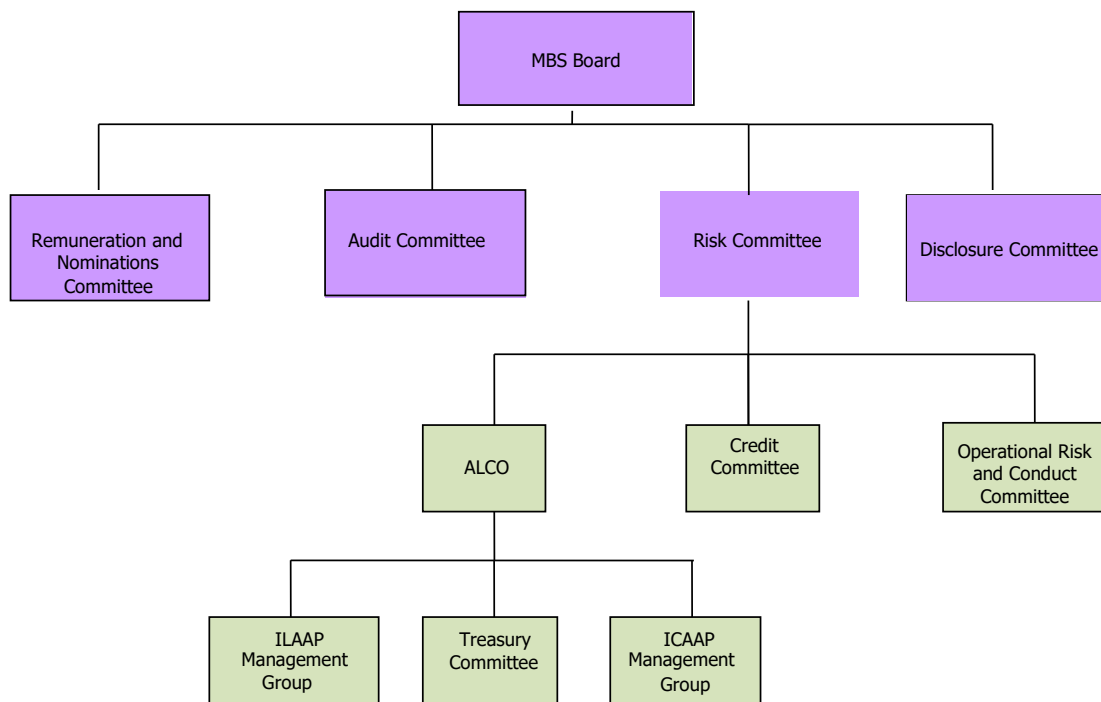 MBS Board
Remuneration and
Nominations
Committee
Audit Committee
Risk Committee
Disclosure Committee
ALCO
Credit
Committee
Operational Risk
and Conduct
Committee
ILAAP
Management
Group
Treasury
Committee
ICAAP
Management
Group